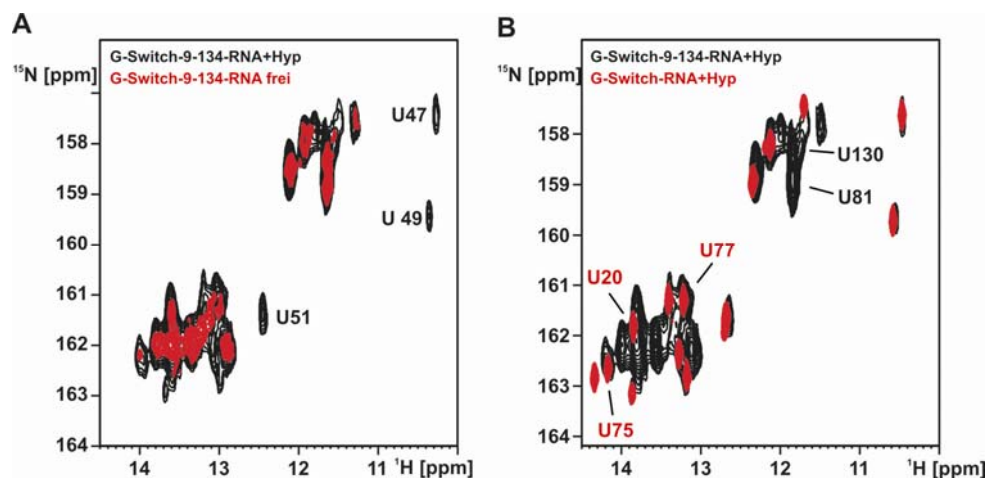 A
G-Switch-9-134-RNA+Hyp
G-Switch-9-134-RNA frei
15N [ppm]
158
159
160
161
162
163
164
14
13
12
11
1H [ppm]
U47
U 49
U51
B
G-Switch-9-134-RNA+Hyp
G-Switch-RNA+Hyp
15N [ppm]
158
159
160
161
162
163
164
14
13
12
11
1H [ppm]
U130
U81
U77
U20
U75